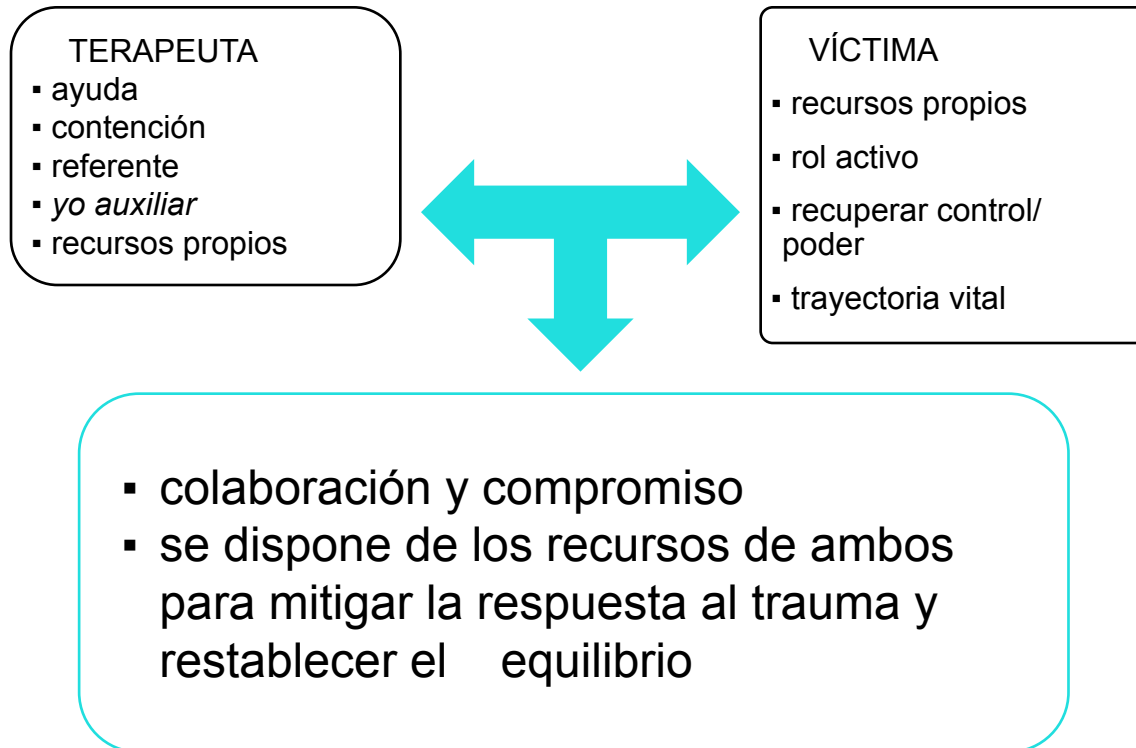 TERAPEUTA
▪ ayuda
▪ contención
▪ referente
▪ yo auxiliar
▪ recursos propios
VÍCTIMA
▪ recursos propios
▪ rol activo
▪ recuperar control/
poder
▪ trayectoria vital
▪ colaboración y compromiso
▪ se dispone de los recursos de ambos
para mitigar la respuesta al trauma y
restablecer el equilibrio